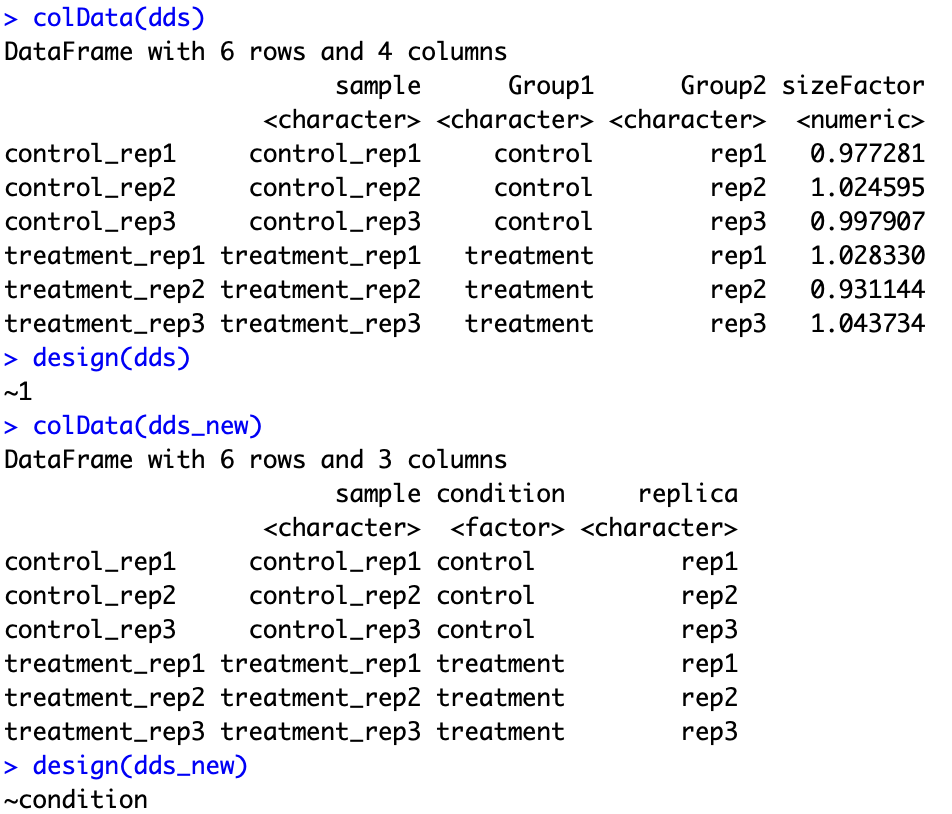 > colData(dds)
DataFrame with 6 rows and 4 columns
                          sample      Group1      Group2 sizeFactor
                     <character> <character> <character>  <numeric>
control_rep1     control_rep1     control        rep1   0.977281
control_rep2     control_rep2     control        rep2   1.024595
control_rep3     control_rep3     control        rep3   0.997907
treatment_rep1 treatment_rep1   treatment        rep1   1.028330
treatment_rep2 treatment_rep2   treatment        rep2   0.931144
treatment_rep3 treatment_rep3   treatment        rep3   1.043734
> design(dds)
~1
> colData(dds_new)
DataFrame with 6 rows and 3 columns
                       sample condition     replica
                  <character>  <factor> <character>
control_rep1     control_rep1 control          rep1
control_rep2     control_rep2 control          rep2
control_rep3     control_rep3 control          rep3
treatment_rep1 treatment_rep1 treatment        rep1
treatment_rep2 treatment_rep2 treatment        rep2
treatment_rep3 treatment_rep3 treatment        rep3
> design(dds_new)
~condition